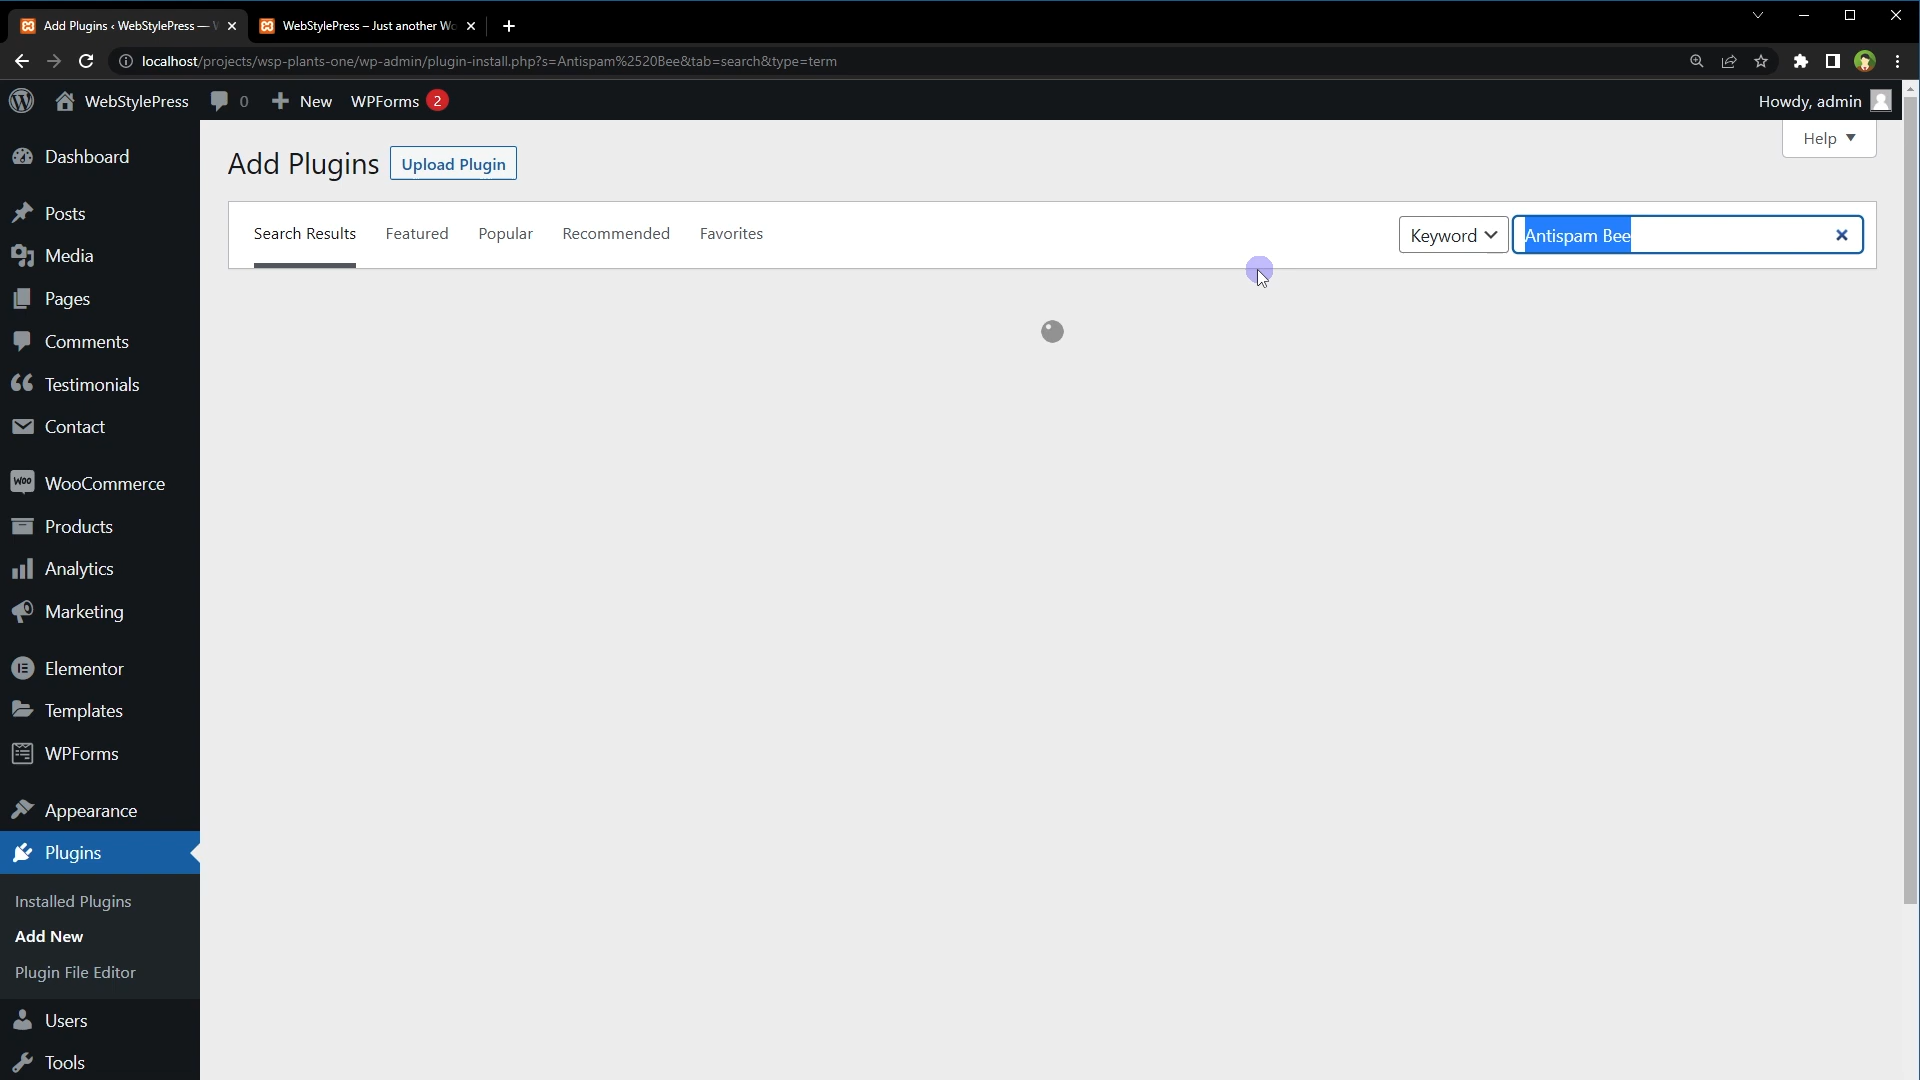 Add Plugins ‹ WebStylePress —
WebStylePress – Just another Wo
localhost/projects/wsp-plants-one/wp-admin/plugin-install.php?s=Antispam%2520Bee&tab=search&type=term
WebStylePress
0
New
WPForms
2
Howdy, admin
Help
Dashboard
Posts
Media
Pages
Comments
Testimonials
Contact
Woo
WooCommerce
Products
Analytics
Marketing
Elementor
Templates
WPForms
Appearance
Plugins
Installed Plugins
Add New
Plugin File Editor
Users
Tools
Add Plugins
Upload Plugin
Search Results
Featured
Popular
Recommended
Favorites
Keyword
Antispam Bee